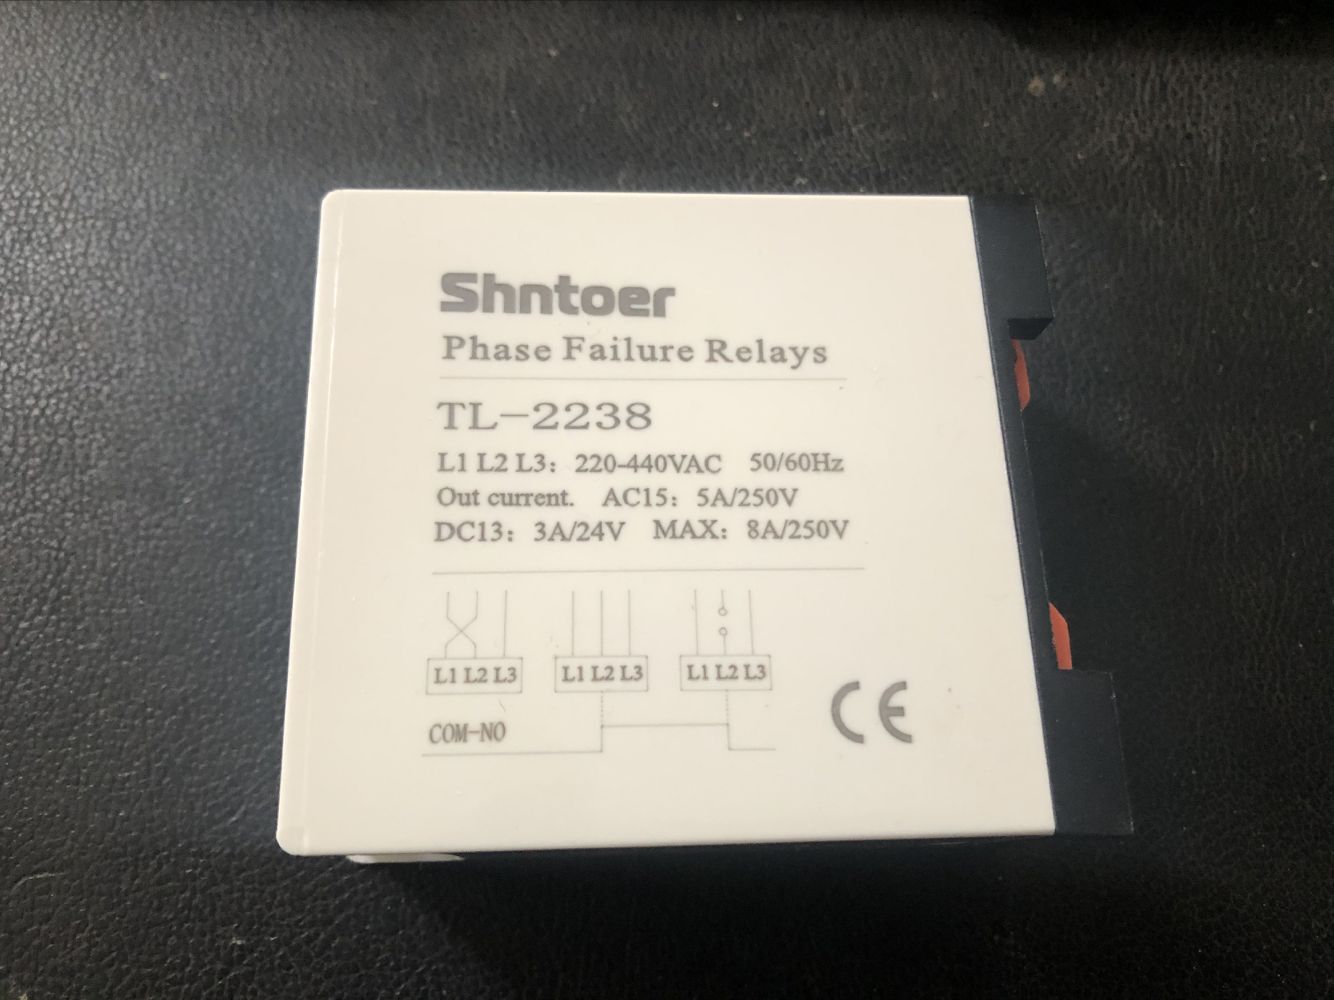 Shntoer
Phase Failure Relays
TL-2238
L1 L2 L3: 220-440VAC 50/60Hz
Out current. AC15: 5A/250V
DC13: 3A/24V MAX: 8A/250V
L1 L2 L3 L1 L2 L3 L1 L2 L3
COM-NO
CE